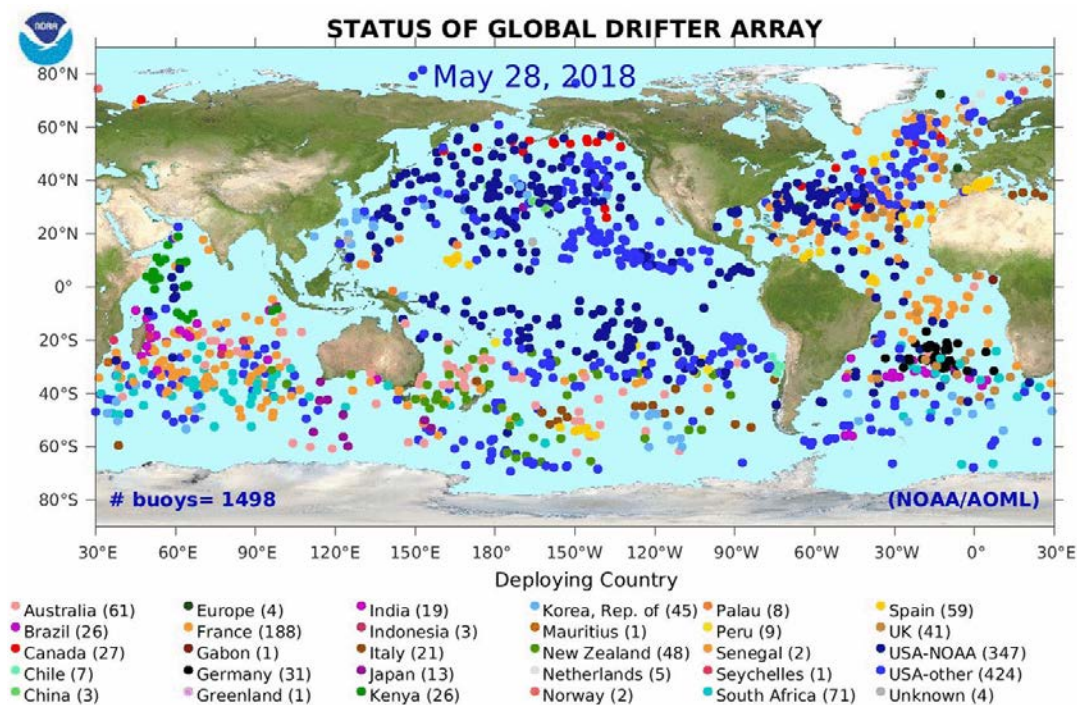 NOAA
STATUS OF GLOBAL DRIFTER ARRAY
May 28, 2018
80°N
60°N
40°N
20°N
0°
20°S
40°S
60°S
80°S
# buoys= 1498
(NOAA/AOML)
30°E 60°E 90°E 120°E 150°E 180° 150°W 120°W 90°W 60°W 30°W 0° 30°E
Deploying Country
Australia (61) Europe (4) India (19) Korea, Rep. of (45) Palau (8) Spain (59)
Brazil (26) France (188) Indonesia (3) Mauritius (1) Peru (9) UK (41)
Canada (27) Gabon (1) Italy (21) New Zealand (48) Senegal (2) USA-NOAA (347)
Chile (7) Germany (31) Japan (13) Netherlands (5) Seychelles (1) USA-other (424)
China (3) Greenland (1) Kenya (26) Norway (2) South Africa (71) Unknown (4)